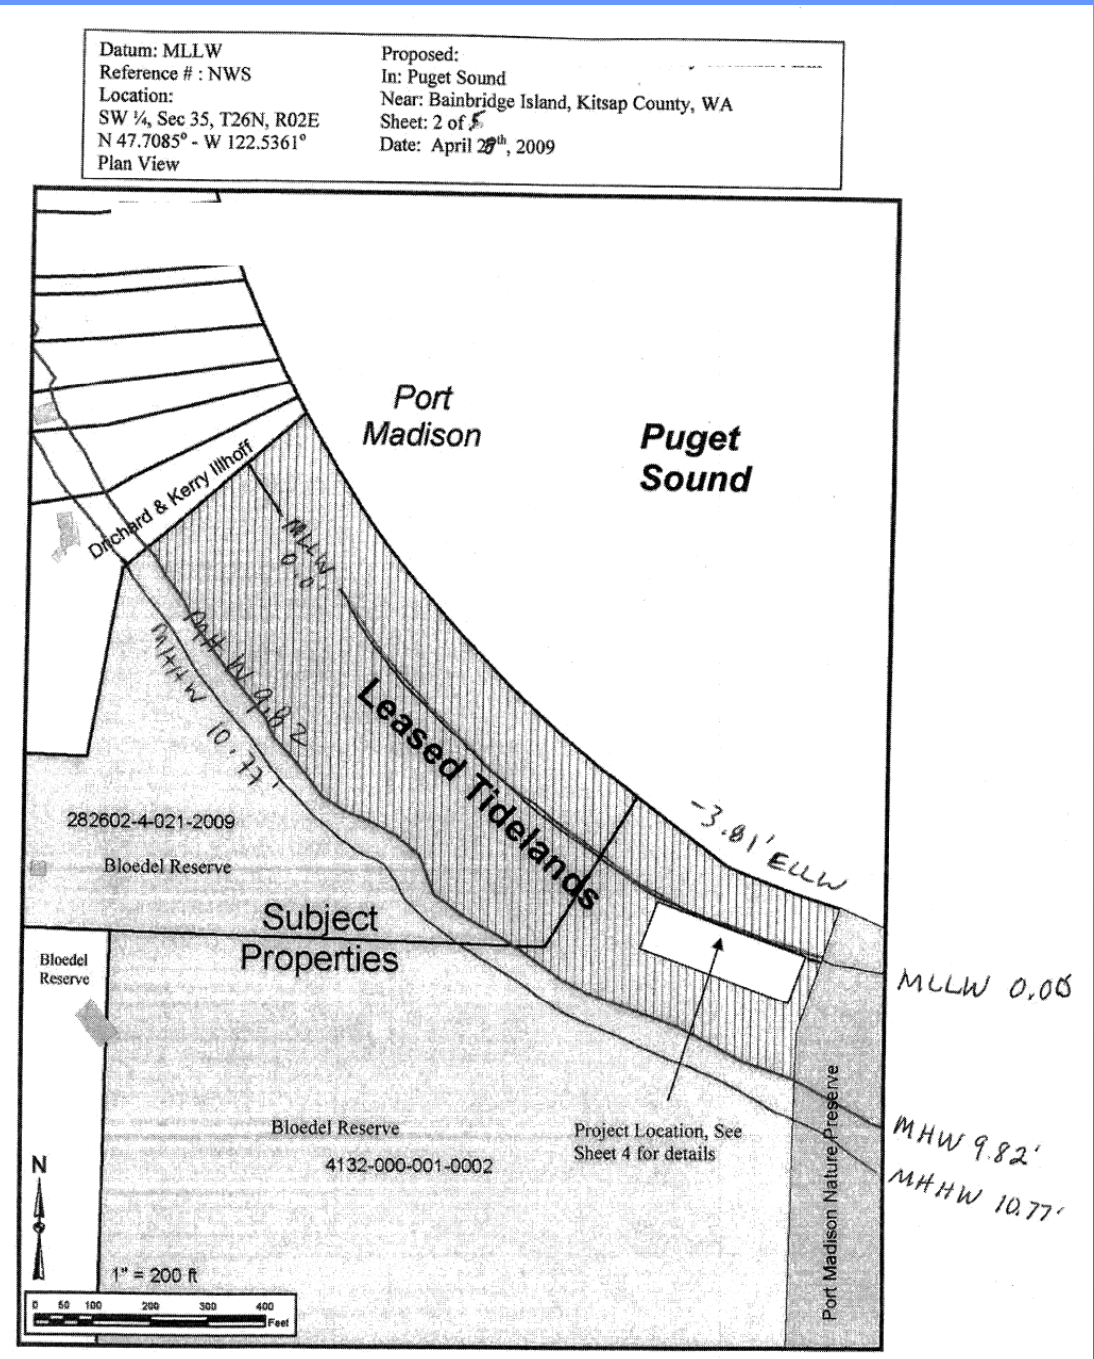 Datum: MLLW
Reference # : NWS
Location:
SW ¼, Sec 35, T26N, R02E
N 47.7085° - W 122.5361°
Plan View
Proposed:
In: Puget Sound
Near: Bainbridge Island, Kitsap County, WA
Sheet: 2 of 5
Date: April 28th, 2009
Port
Madison
Puget
Sound
Drichard & Kerry Illhoff
MLLW
0.0'
MHW 9.82
MHHW 10.77'
Leased Tidelands
-3.81' ELLW
282602-4-021-2009
Bloedel Reserve
Subject
Properties
Bloedel
Reserve
MLLW 0.00
Bloedel Reserve
4132-000-001-0002
Project Location, See
Sheet 4 for details
Port Madison Nature Preserve
MHW 9.82'
MHHW 10.77'
N
1" = 200 ft
0 50 100 200 300 400
Feet